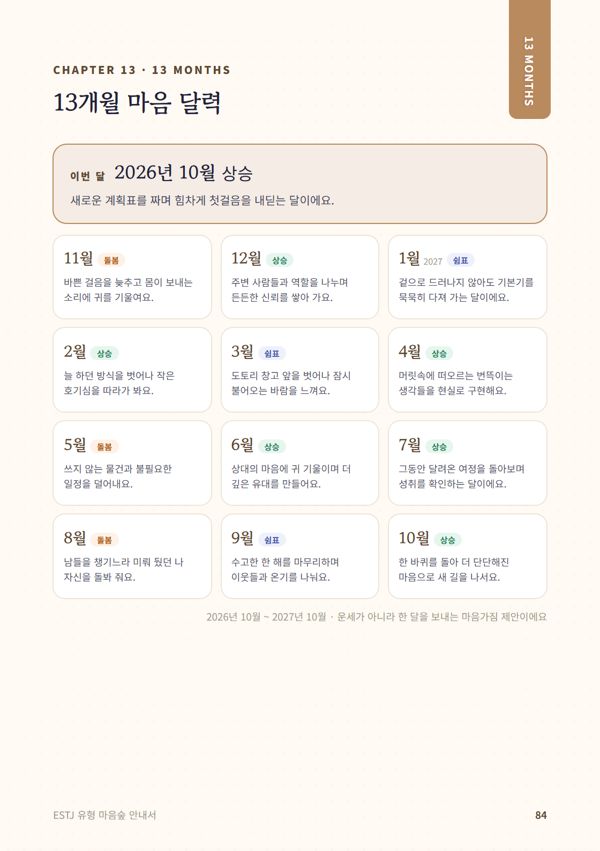 13 MONTHS
CHAPTER 13 · 13 MONTHS
13개월 마음 달력
이번 달 2026년 10월 상승
새로운 계획표를 짜며 힘차게 첫걸음을 내딛는 달이에요.
11월 돌봄
바쁜 걸음을 늦추고 몸이 보내는
소리에 귀를 기울여요.
12월 상승
주변 사람들과 역할을 나누며
든든한 신뢰를 쌓아 가요.
1월 2027 쉼표
겉으로 드러나지 않아도 기본기를
묵묵히 다져 가는 달이에요.
2월 상승
늘 하던 방식을 벗어나 작은
호기심을 따라가 봐요.
3월 쉼표
도토리 창고 앞을 벗어나 잠시
불어오는 바람을 느껴요.
4월 상승
머릿속에 떠오르는 번뜩이는
생각들을 현실로 구현해요.
5월 돌봄
쓰지 않는 물건과 불필요한
일정을 덜어내요.
6월 상승
상대의 마음에 귀 기울이며 더
깊은 유대를 만들어요.
7월 상승
그동안 달려온 여정을 돌아보며
성취를 확인하는 달이에요.
8월 돌봄
남들을 챙기느라 미뤄 뒀던 나
자신을 돌봐 줘요.
9월 쉼표
수고한 한 해를 마무리하며
이웃들과 온기를 나눠요.
10월 상승
한 바퀴를 돌아 더 단단해진
마음으로 새 길을 나서요.
2026년 10월 ~ 2027년 10월 · 운세가 아니라 한 달을 보내는 마음가짐 제안이에요
ESTJ 유형 마음숲 안내서
84